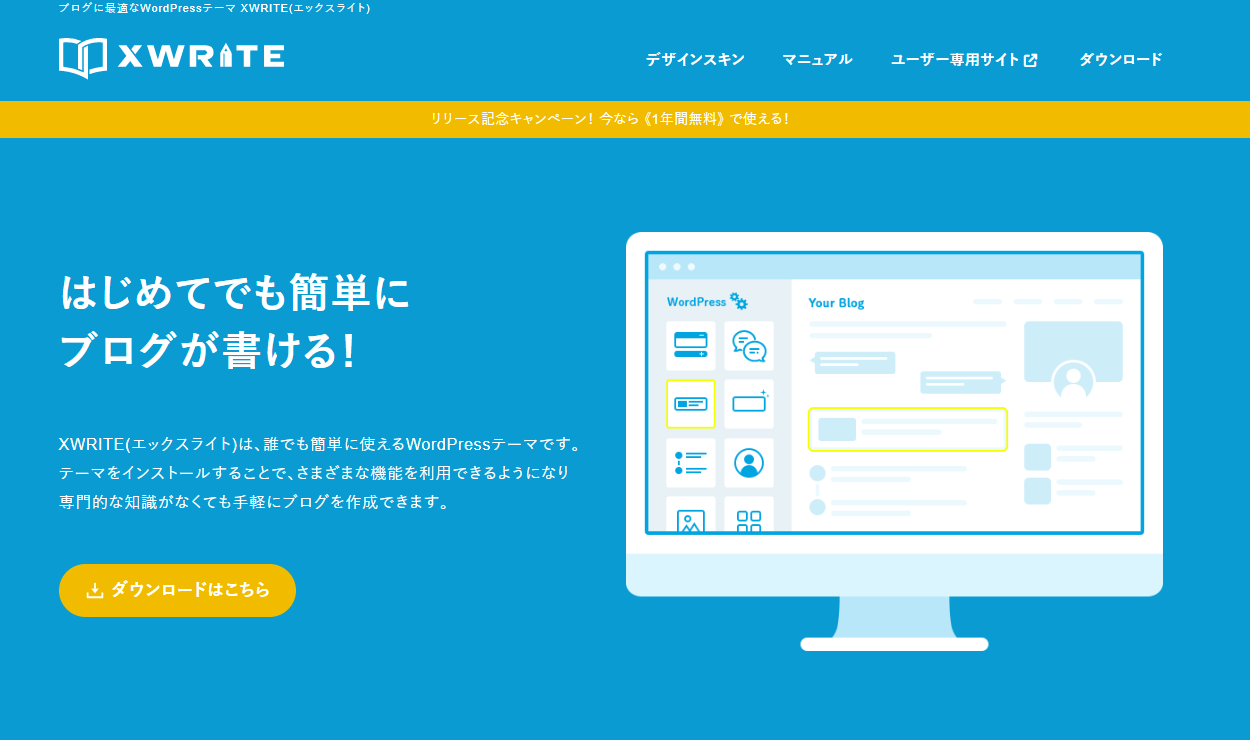 ブログに最適なWordPressテーマ XWRITE(エックスライト)
XWRITE
デザインスキン マニュアル ユーザー専用サイト ダウンロード
リリース記念キャンペーン! 今なら《1年間無料》で使える!
はじめてでも簡単に
ブログが書ける!
XWRITE(エックスライト)は、誰でも簡単に使えるWordPressテーマです。
テーマをインストールすることで、さまざまな機能を利用できるようになり
専門的な知識がなくても手軽にブログを作成できます。
ダウンロードはこちら
WordPress
Your Blog